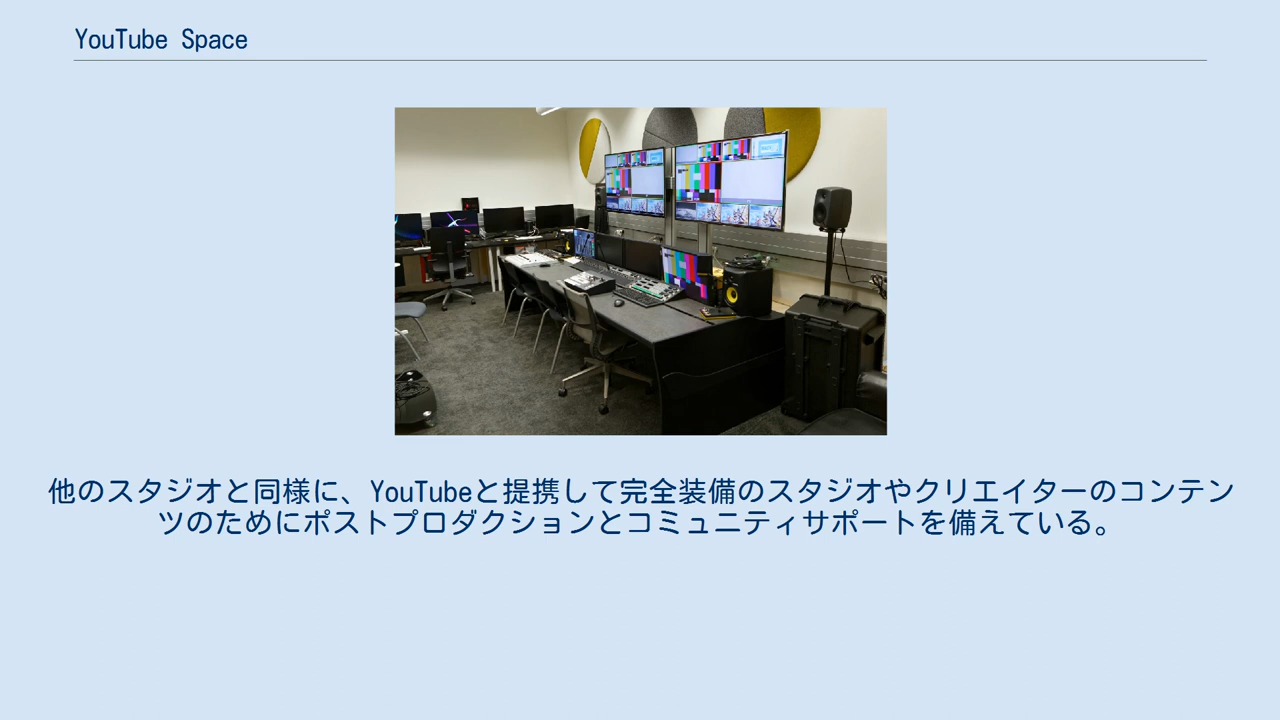 YouTube Space
他のスタジオと同様に、YouTubeと提携して完全装備のスタジオやクリエイターのコンテン
ツのためにポストプロダクションとコミュニティサポートを備えている。